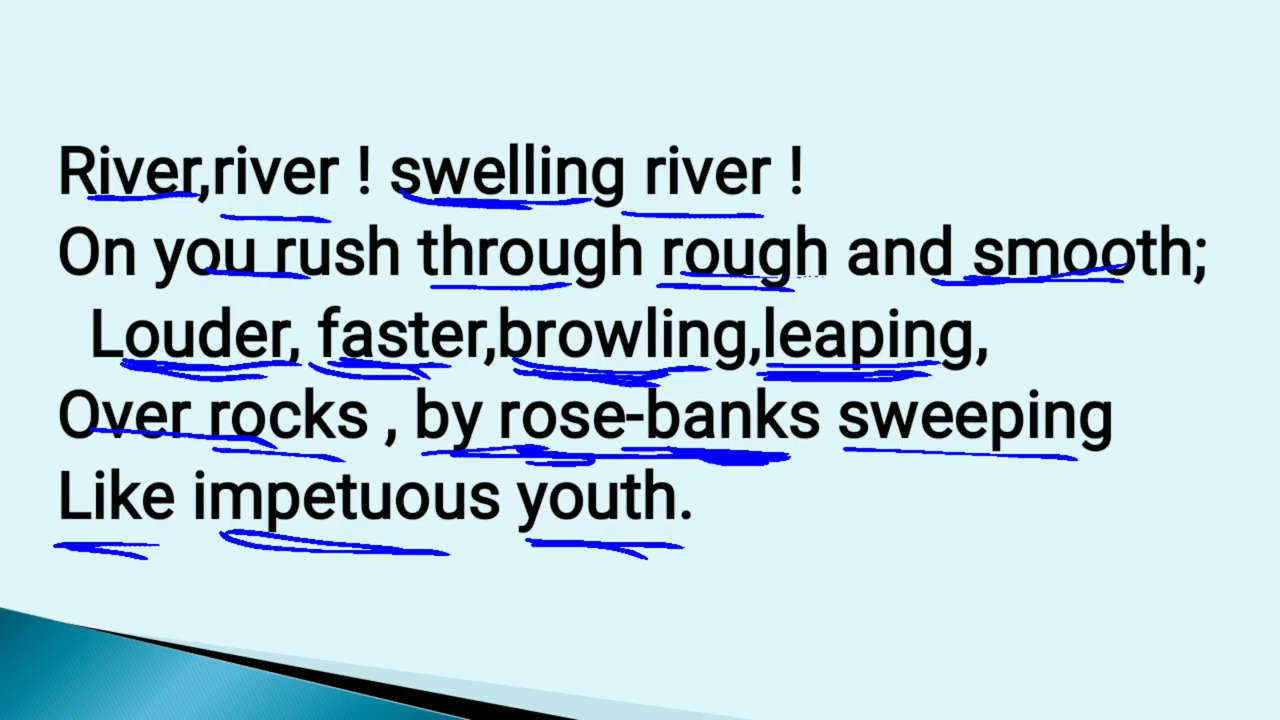 River,river ! swelling river !
On you rush through rough and smooth;
Louder, faster,browling,leaping,
Over rocks , by rose-banks sweeping
Like impetuous youth.